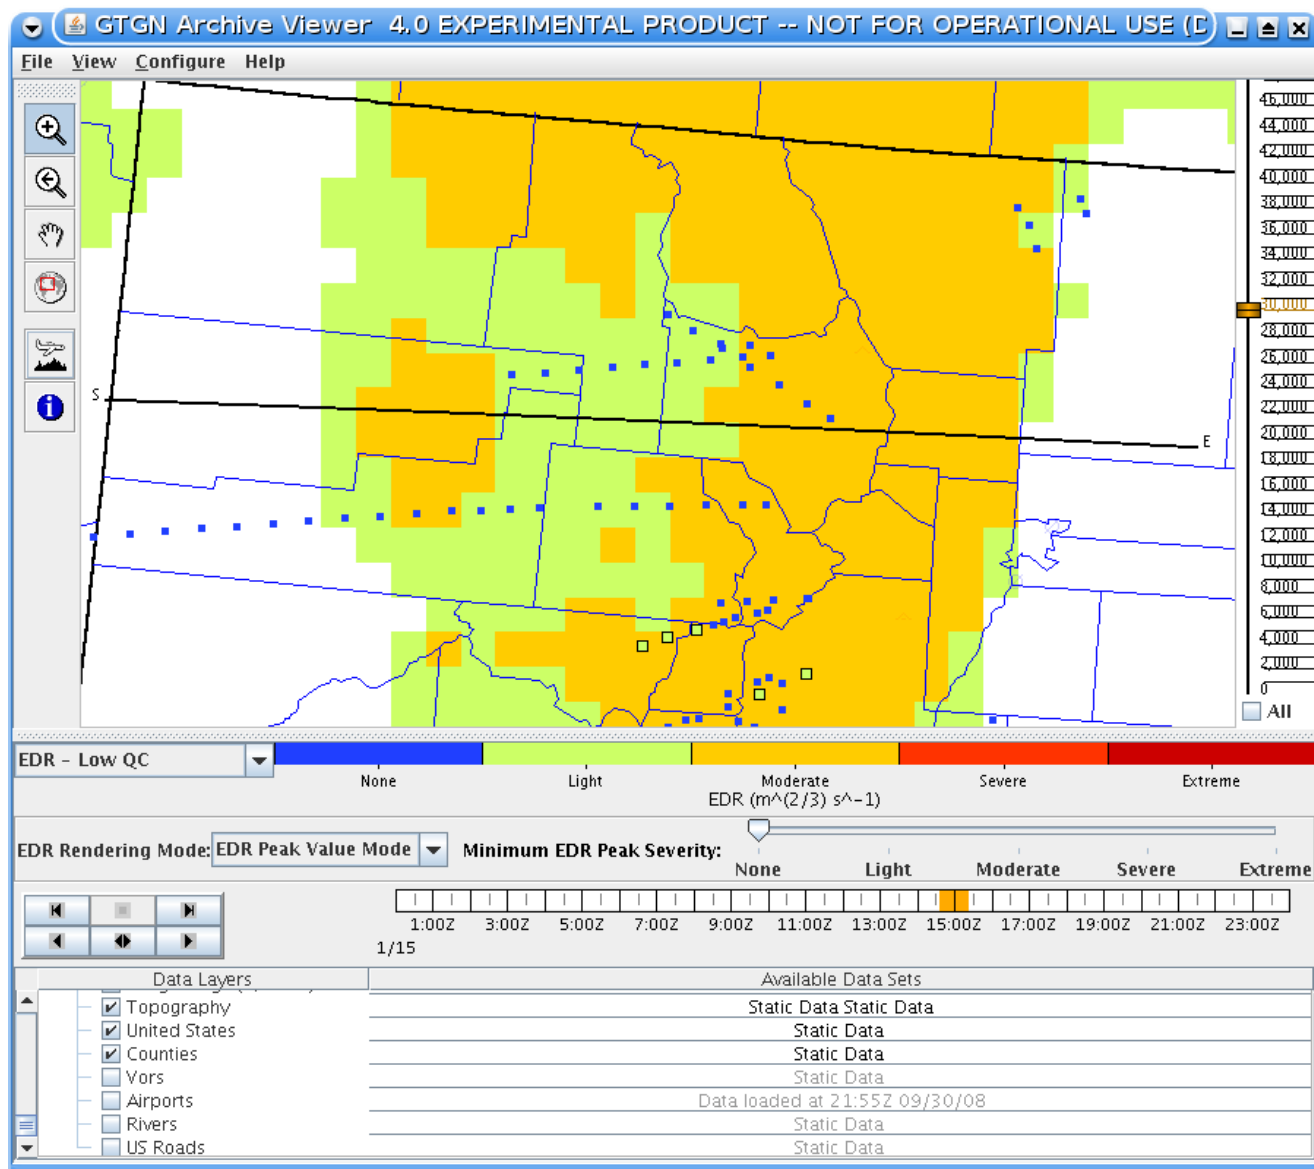 GTGN Archive Viewer 4.0 EXPERIMENTAL PRODUCT -- NOT FOR OPERATIONAL USE (D
File View Configure Help
46,000
44,000
42,000
40,000
38,000
36,000
34,000
32,000
30,000
28,000
26,000
24,000
22,000
20,000
18,000
16,000
14,000
12,000
10,000
8,000
6,000
4,000
2,000
0
All
S
E
EDR - Low QC
None Light Moderate Severe Extreme
EDR (m^(2/3) s^-1)
EDR Rendering Mode: EDR Peak Value Mode Minimum EDR Peak Severity:
None Light Moderate Severe Extreme
1:00Z 3:00Z 5:00Z 7:00Z 9:00Z 11:00Z 13:00Z 15:00Z 17:00Z 19:00Z 21:00Z 23:00Z
1/15
Data Layers Available Data Sets
Topography Static Data Static Data
United States Static Data
Counties Static Data
Vors Static Data
Airports Data loaded at 21:55Z 09/30/08
Rivers Static Data
US Roads Static Data